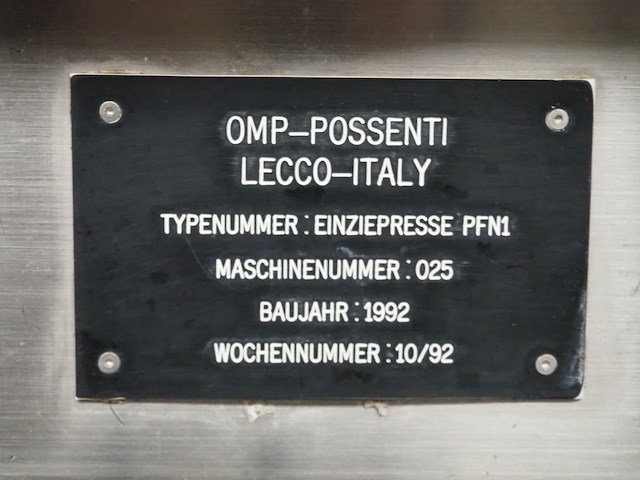 OMP-POSSENTI
LECCO-ITALY
TYPENUMMER : EINZIEPRESSE PFN1
MASCHINENUMMER : 025
BAUJAHR : 1992
WOCHENNUMMER : 10/92